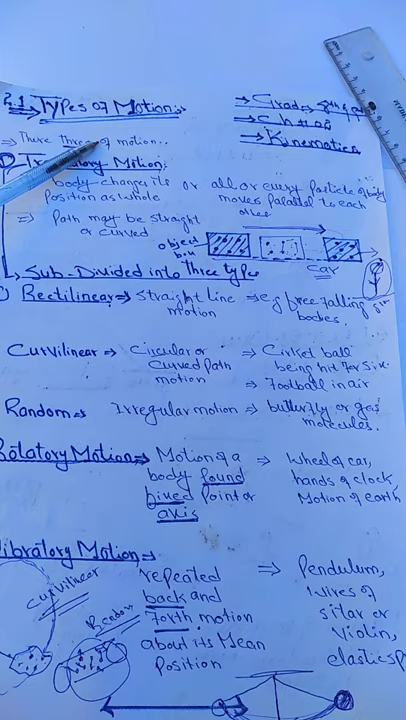 2.1 Types of Motion:-
⇒ Grade 9th
⇒ Ch # 02
⇒ Kinematics
⇒ There Three of motion..
Motion:
body changes its or all or every Particle of body
Position as whole moves parallel to each
other
⇒ Path may be straight
or curved
object
car
Sub-Divided into Three types
Rectilinear ⇒ straight line ⇒ e.g free falling
motion bodies.
Curvilinear ⇒ Circular or ⇒ Cricket ball
Curved Path being hit for six.
motion ⇒ Football in air
Random ⇒ Irregular motion ⇒ butterfly or gas
molecules.
Rotatory Motion ⇒ Motion of a ⇒ Wheel of car,
body round hands of clock,
fixed Point or Motion of earth
axis
Vibratory Motion ⇒
repeated ⇒ Pendulum,
back and wires of
forth motion sitar or
about its Mean Violin,
Position
Curvilinear
Random